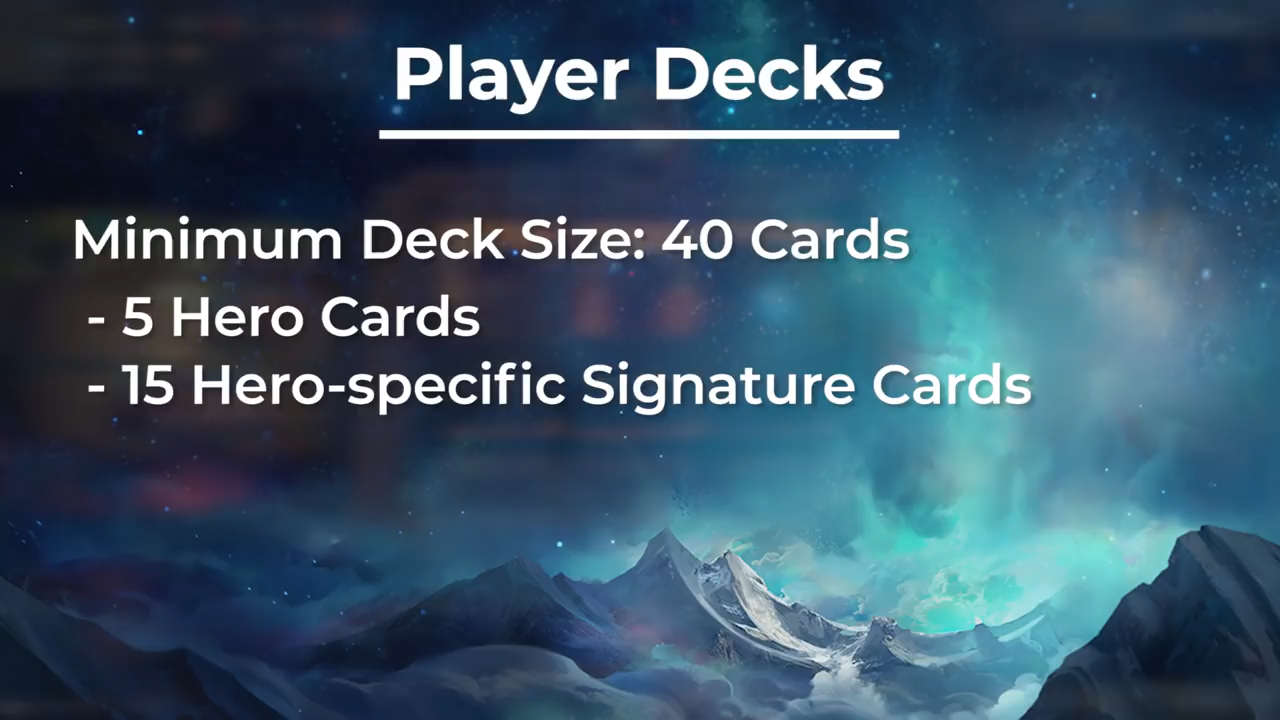 Player Decks
Minimum Deck Size: 40 Cards
- 5 Hero Cards
- 15 Hero-specific Signature Cards